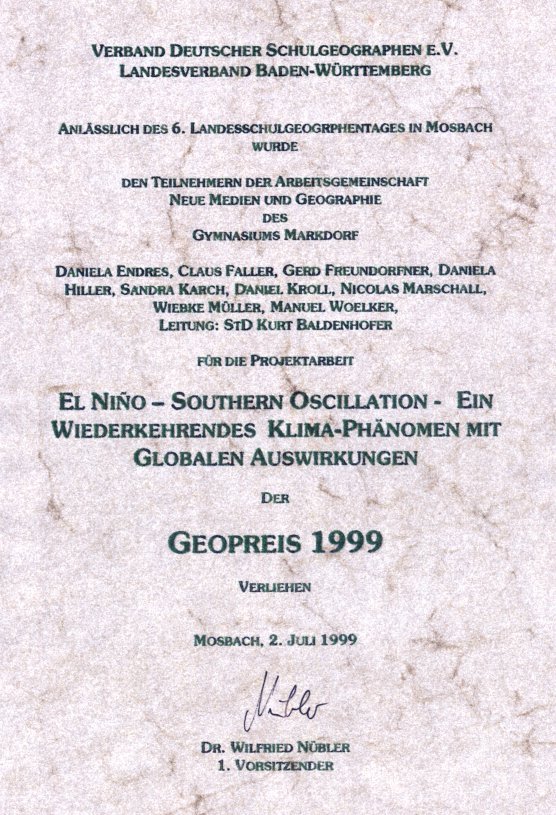 VERBAND DEUTSCHER SCHULGEOGRAPHEN E.V.
LANDESVERBAND BADEN-WÜRTTEMBERG
ANLÄSSLICH DES 6. LANDESSCHULGEOGRPHENTAGES IN MOSBACH
WURDE
DEN TEILNEHMERN DER ARBEITSGEMEINSCHAFT
NEUE MEDIEN UND GEOGRAPHIE
DES
GYMNASIUMS MARKDORF
DANIELA ENDRES, CLAUS FALLER, GERD FREUNDORFNER, DANIELA
HILLER, SANDRA KARCH, DANIEL KROLL, NICOLAS MARSCHALL,
WIEBKE MÜLLER, MANUEL WOELKER,
LEITUNG: STD KURT BALDENHOFER
FÜR DIE PROJEKTARBEIT
EL NIÑO – SOUTHERN OSCILLATION - EIN
WIEDERKEHRENDES KLIMA-PHÄNOMEN MIT
GLOBALEN AUSWIRKUNGEN
DER
GEOPREIS 1999
VERLIEHEN
MOSBACH, 2. JULI 1999
Nübler
DR. WILFRIED NÜBLER
1. VORSITZENDER